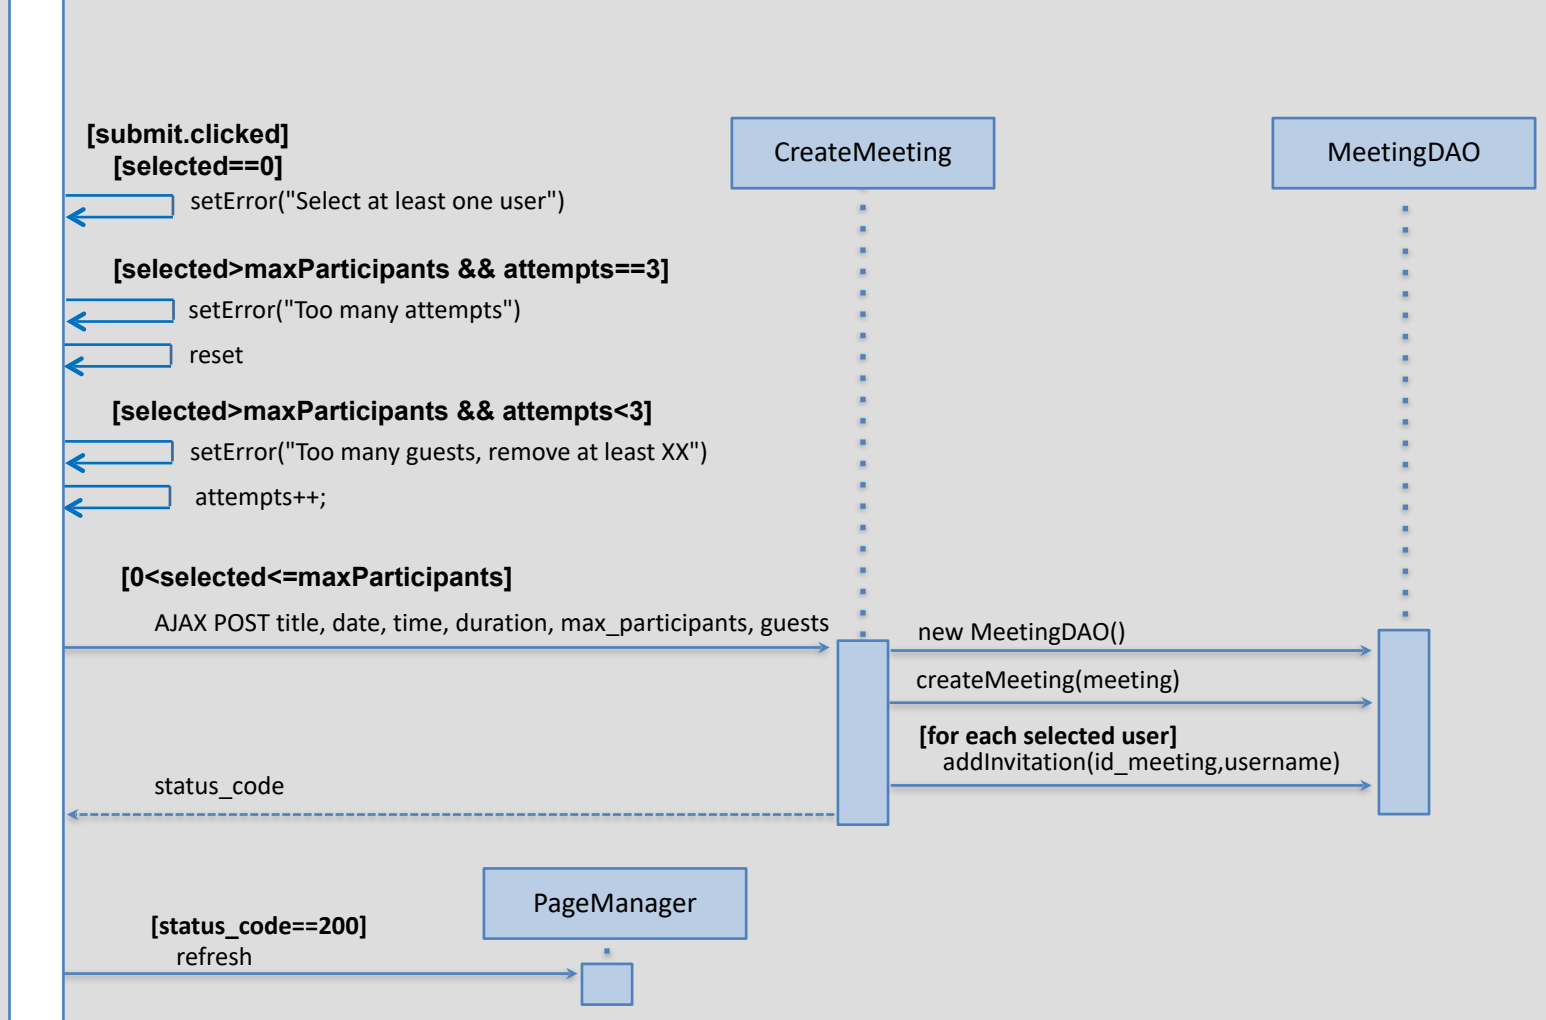 [submit.clicked]
[selected==0]
setError("Select at least one user")
CreateMeeting
MeetingDAO
[selected>maxParticipants && attempts==3]
setError("Too many attempts")
reset
[selected>maxParticipants && attempts<3]
setError("Too many guests, remove at least XX")
attempts++;
[0<selected<=maxParticipants]
AJAX POST title, date, time, duration, max_participants, guests
new MeetingDAO()
createMeeting(meeting)
[for each selected user]
addInvitation(id_meeting,username)
status_code
PageManager
[status_code==200]
refresh